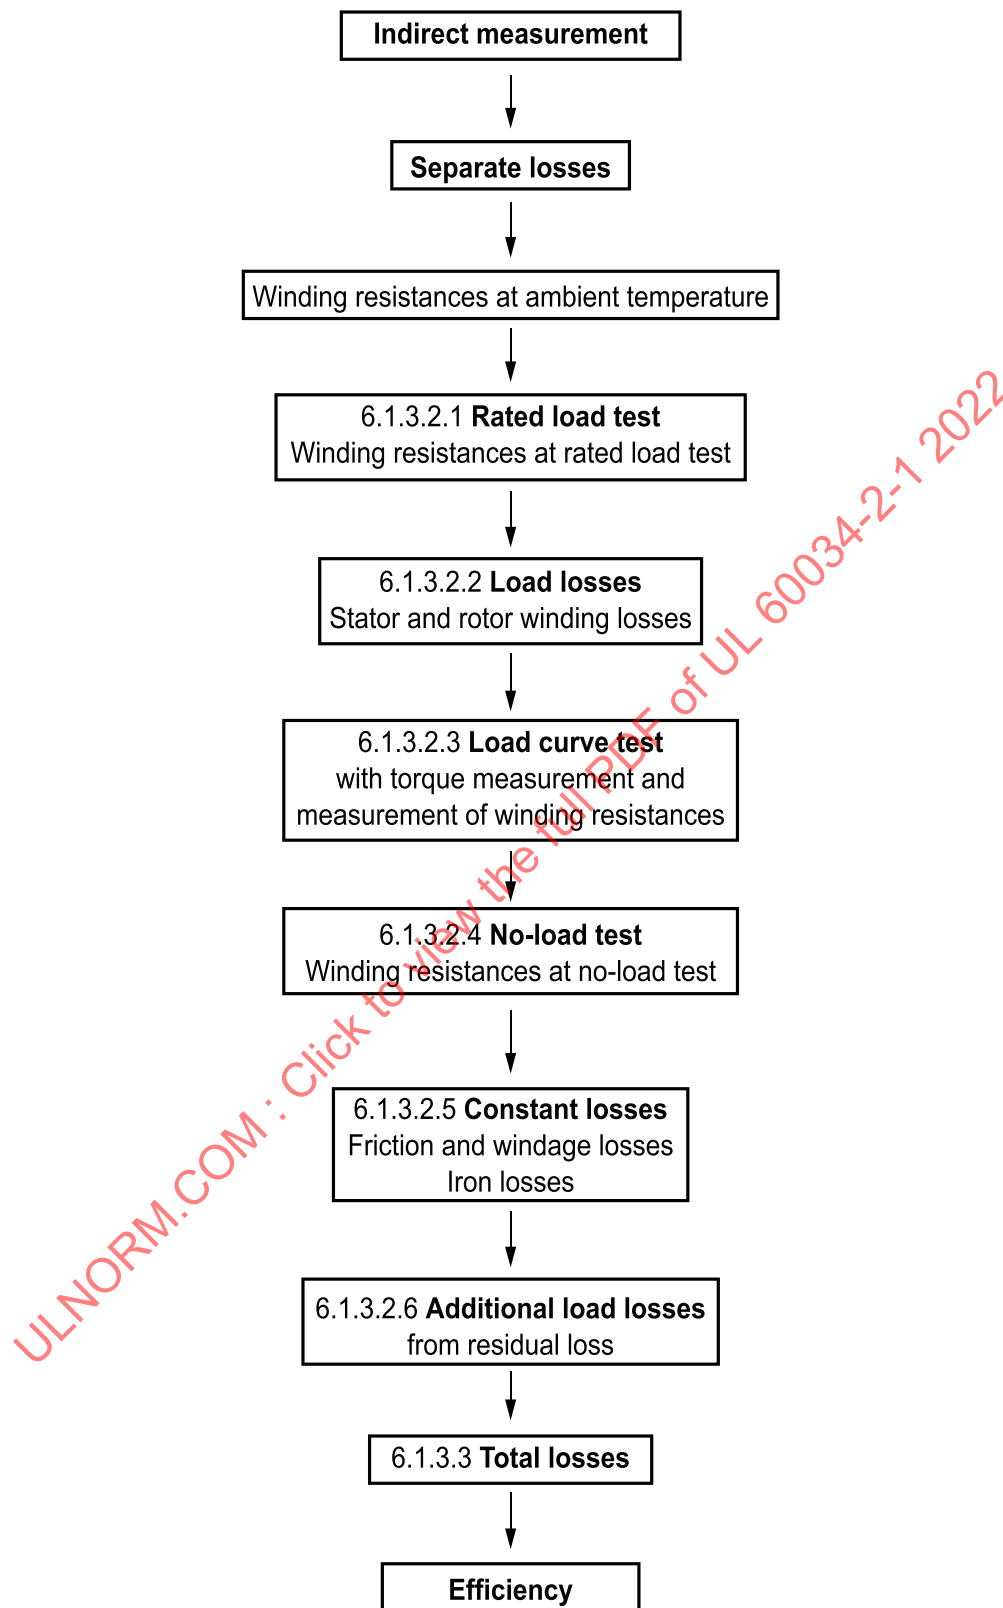 Indirect measurement
Separate losses
Winding resistances at ambient temperature
6.1.3.2.1 Rated load test
Winding resistances at rated load test
6.1.3.2.2 Load losses
Stator and rotor winding losses
6.1.3.2.3 Load curve test
with torque measurement and
measurement of winding resistances
6.1.3.2.4 No-load test
Winding resistances at no-load test
6.1.3.2.5 Constant losses
Friction and windage losses
Iron losses
6.1.3.2.6 Additional load losses
from residual loss
6.1.3.3 Total losses
Efficiency
ULNORM.COM : Click to view the full PDF of UL 60034-2-1 2022